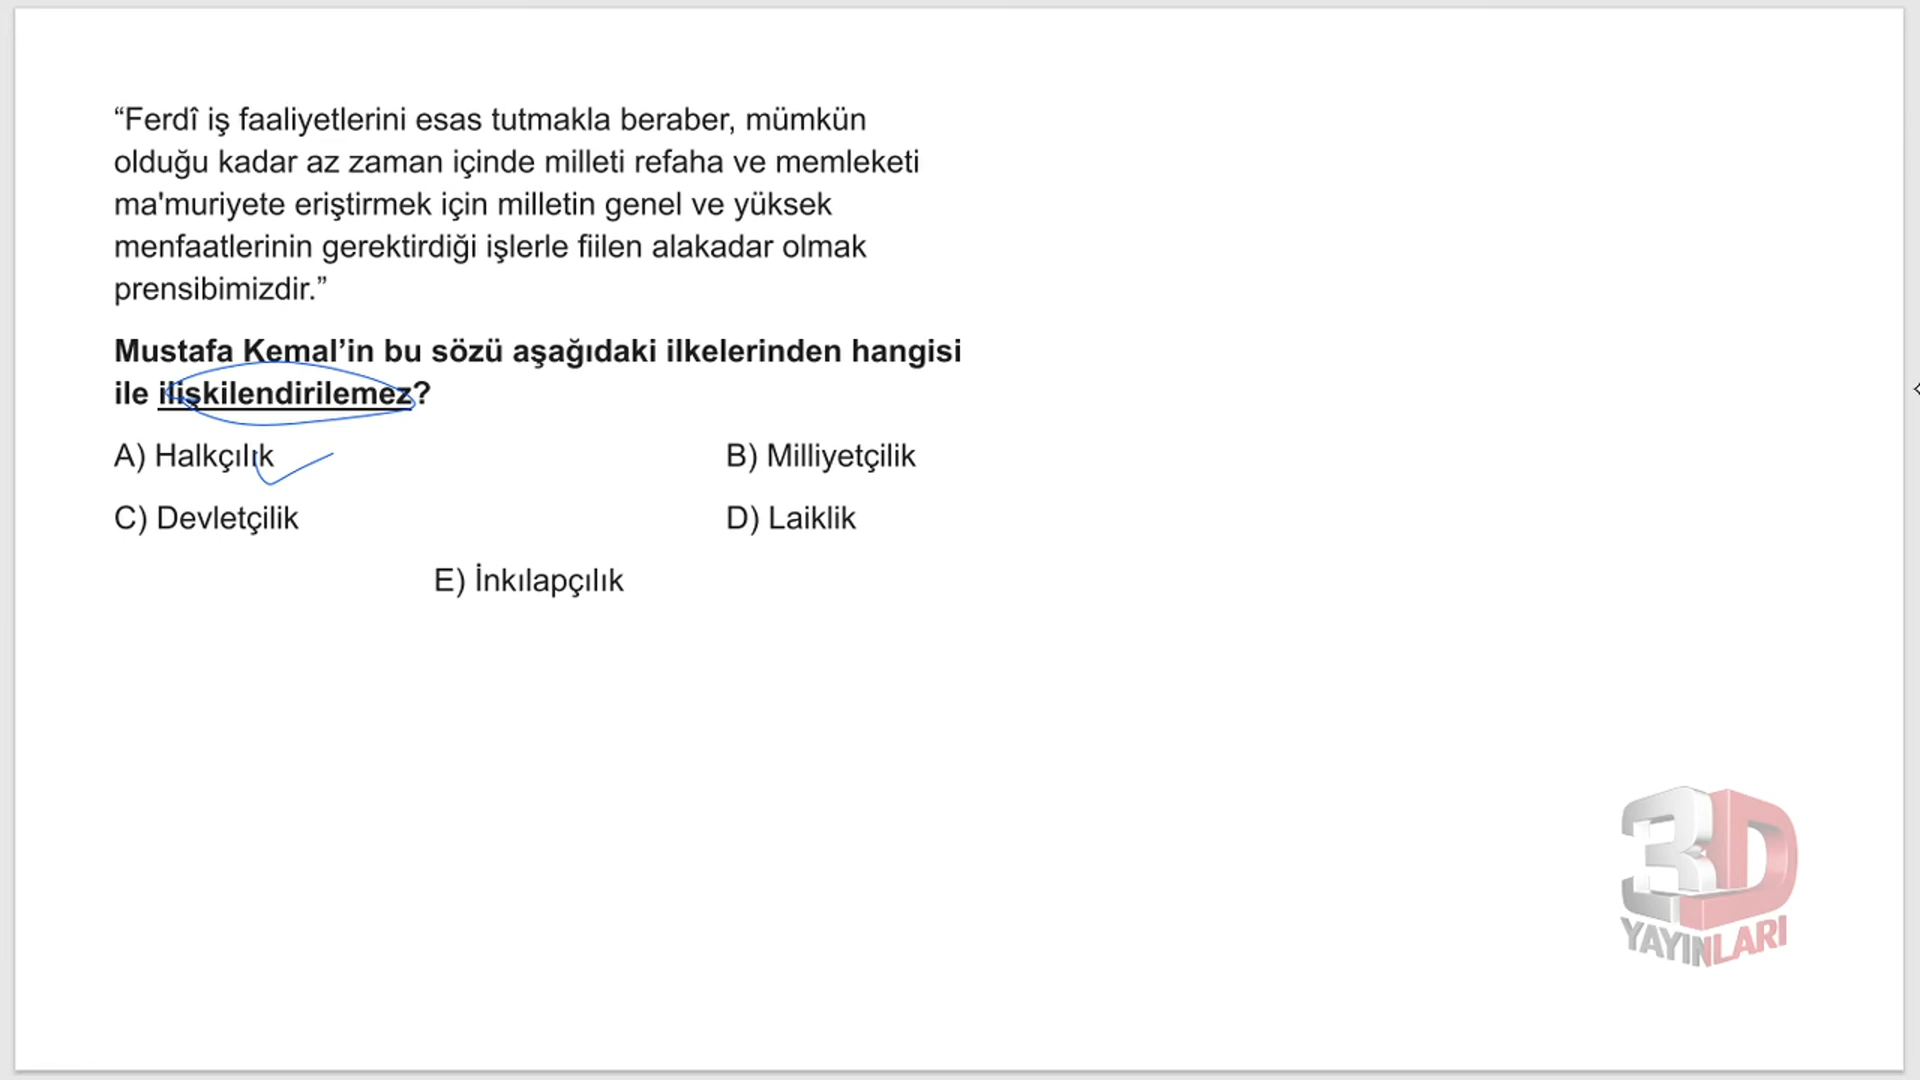 “Ferdî iş faaliyetlerini esas tutmakla beraber, mümkün
olduğu kadar az zaman içinde milleti refaha ve memleketi
ma'muriyete eriştirmek için milletin genel ve yüksek
menfaatlerinin gerektirdiği işlerle fiilen alakadar olmak
prensibimizdir.”
Mustafa Kemal’in bu sözü aşağıdaki ilkelerinden hangisi
ile ilişkilendirilemez?
A) Halkçılık
B) Milliyetçilik
C) Devletçilik
D) Laiklik
E) İnkılapçılık
3D
YAYINLARI